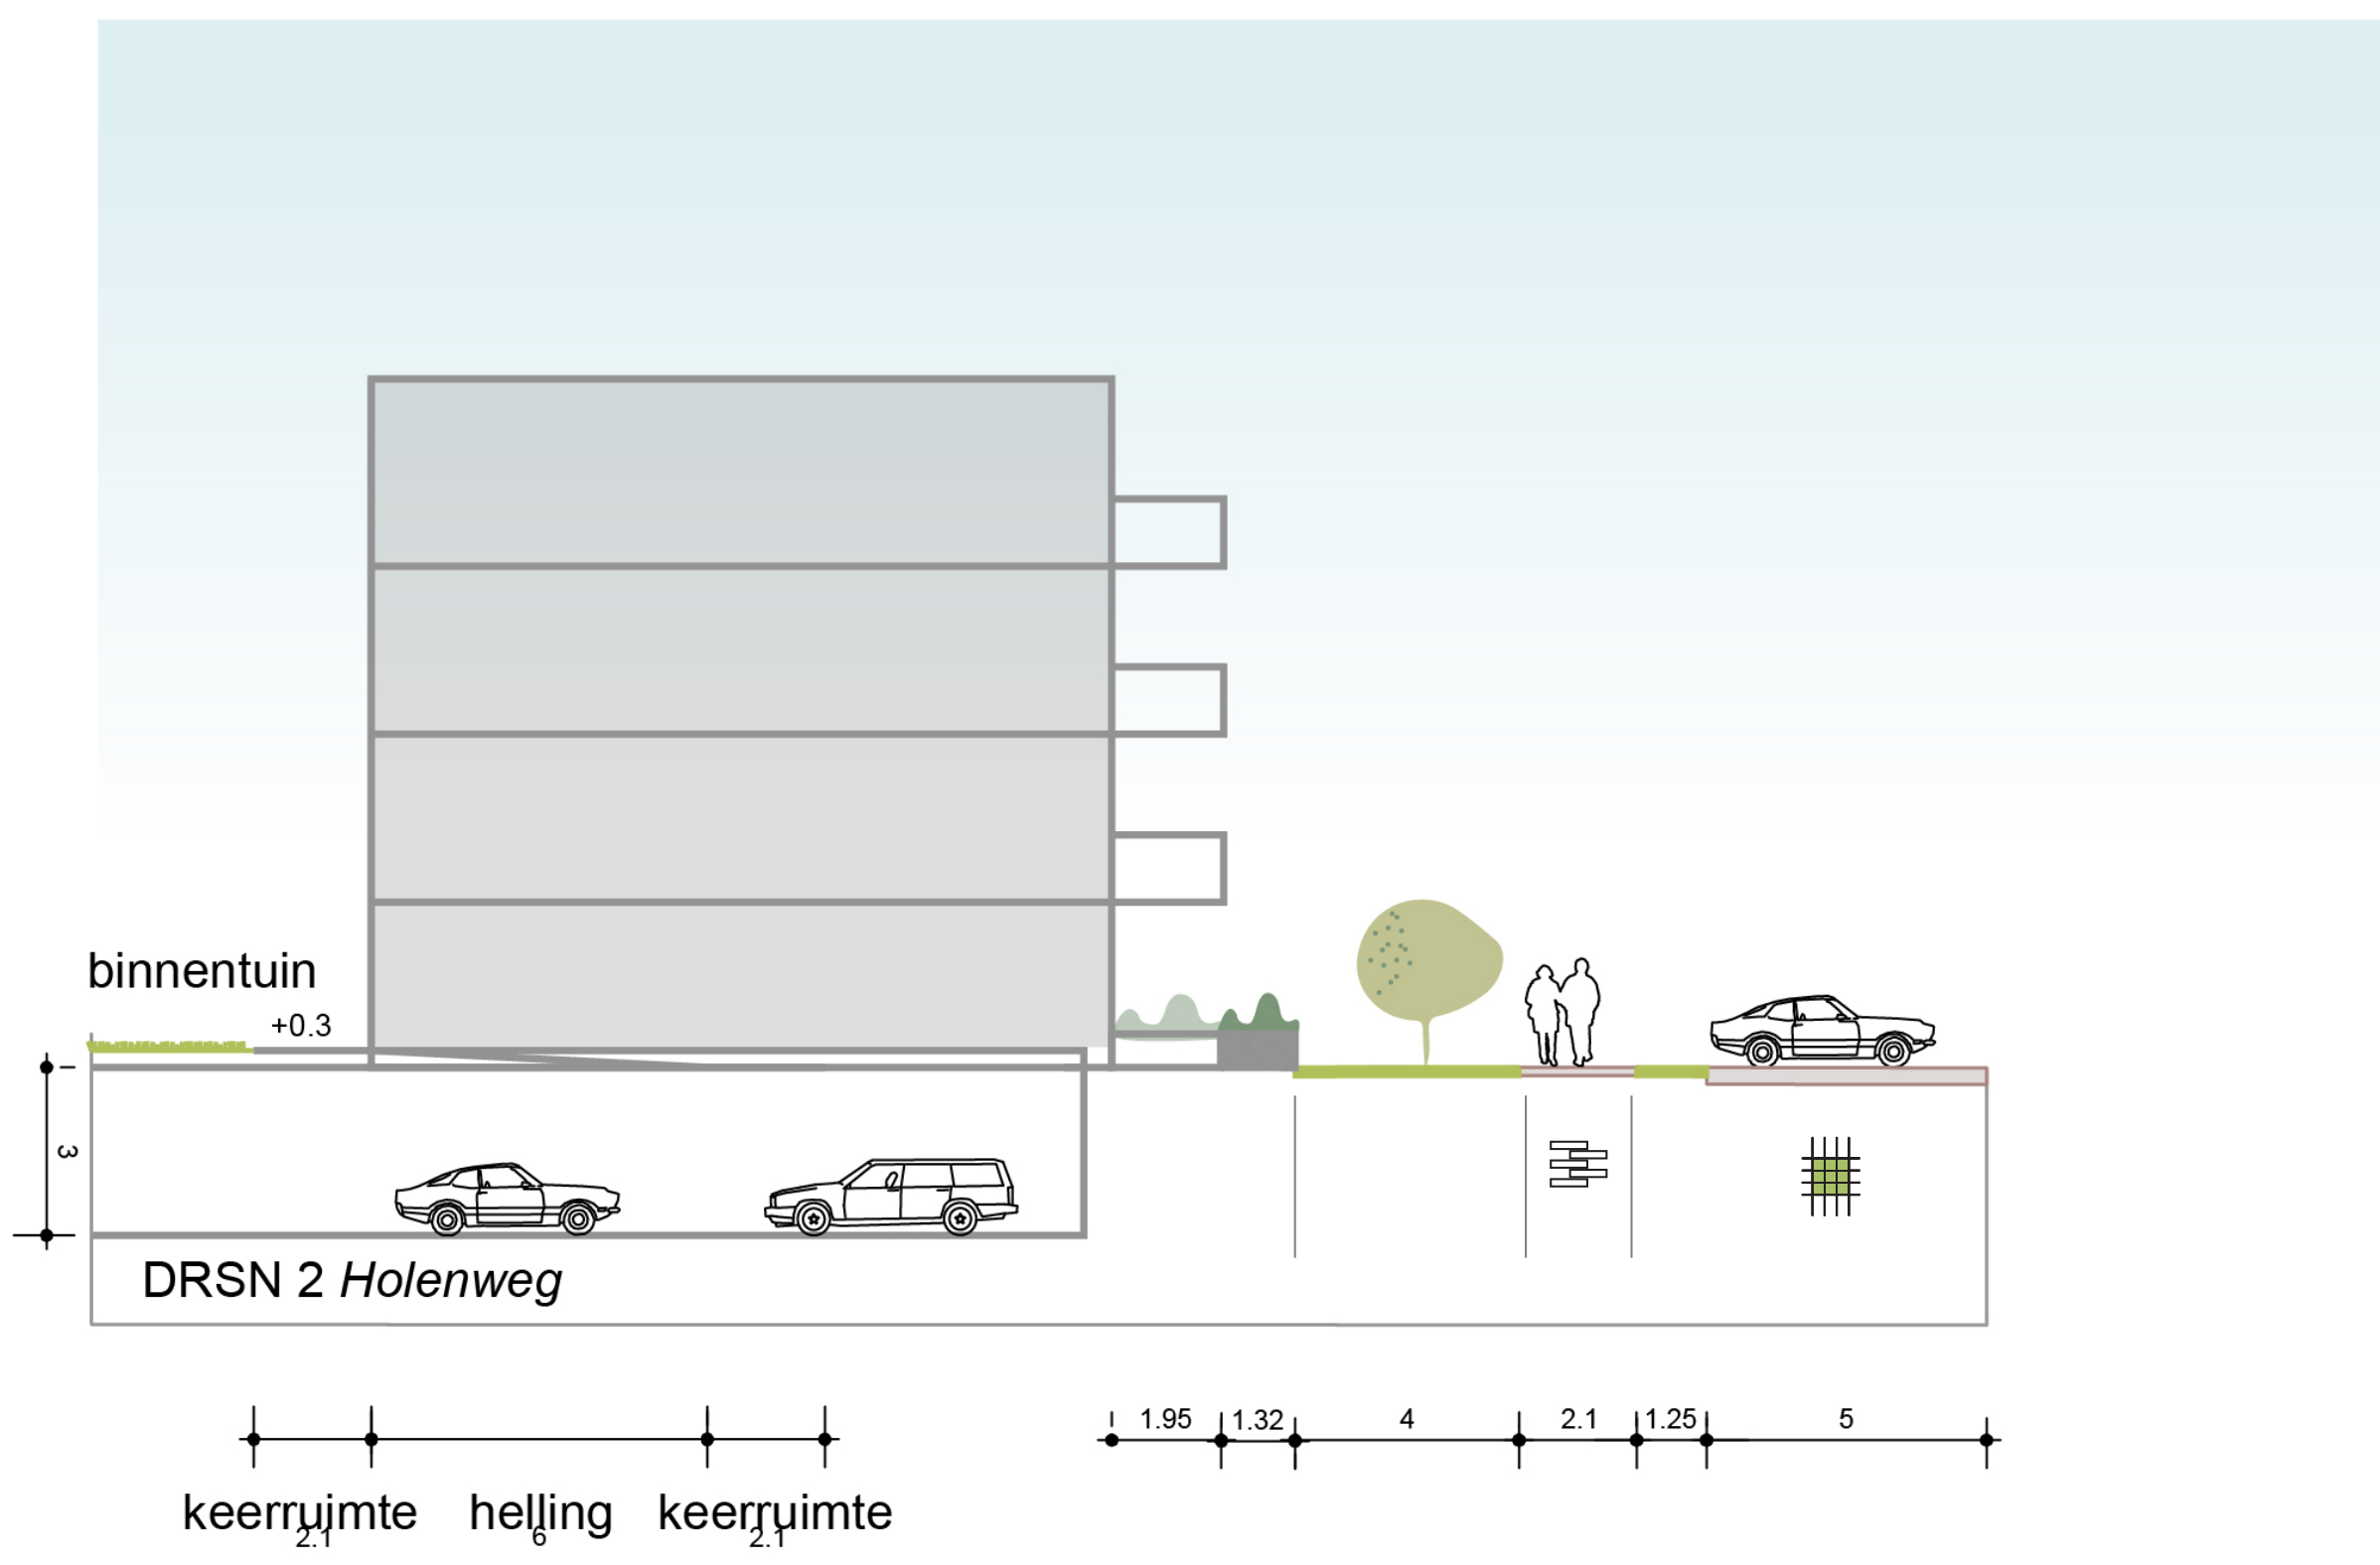 binnentuin
+0.3
3
DRSN 2 Holenweg
1.95 1.32 4 2.1 1.25 5
keerruimte helling keerruimte
2.1 6 2.1